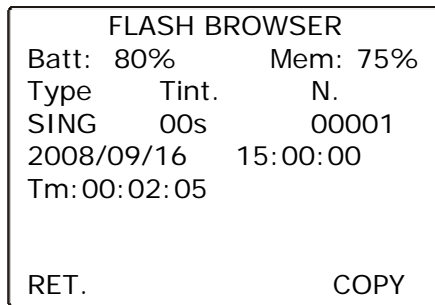 FLASH BROWSER
Batt: 80% Mem: 75%
Type Tint. N.
SING 00s 00001
2008/09/16 15:00:00
Tm:00:02:05
RET. COPY